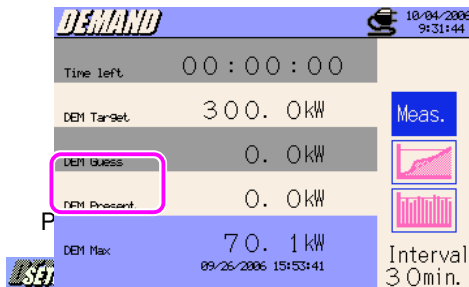 DEMAND
10/04/2006
9:31:44
Time left 00:00:00
DEM Target 300.0kW
Meas.
DEM Guess 0.0kW
DEM Present 0.0kW
P
DEM Max 70.1kW
09/26/2006 15:53:41
Interval
30min.
SET